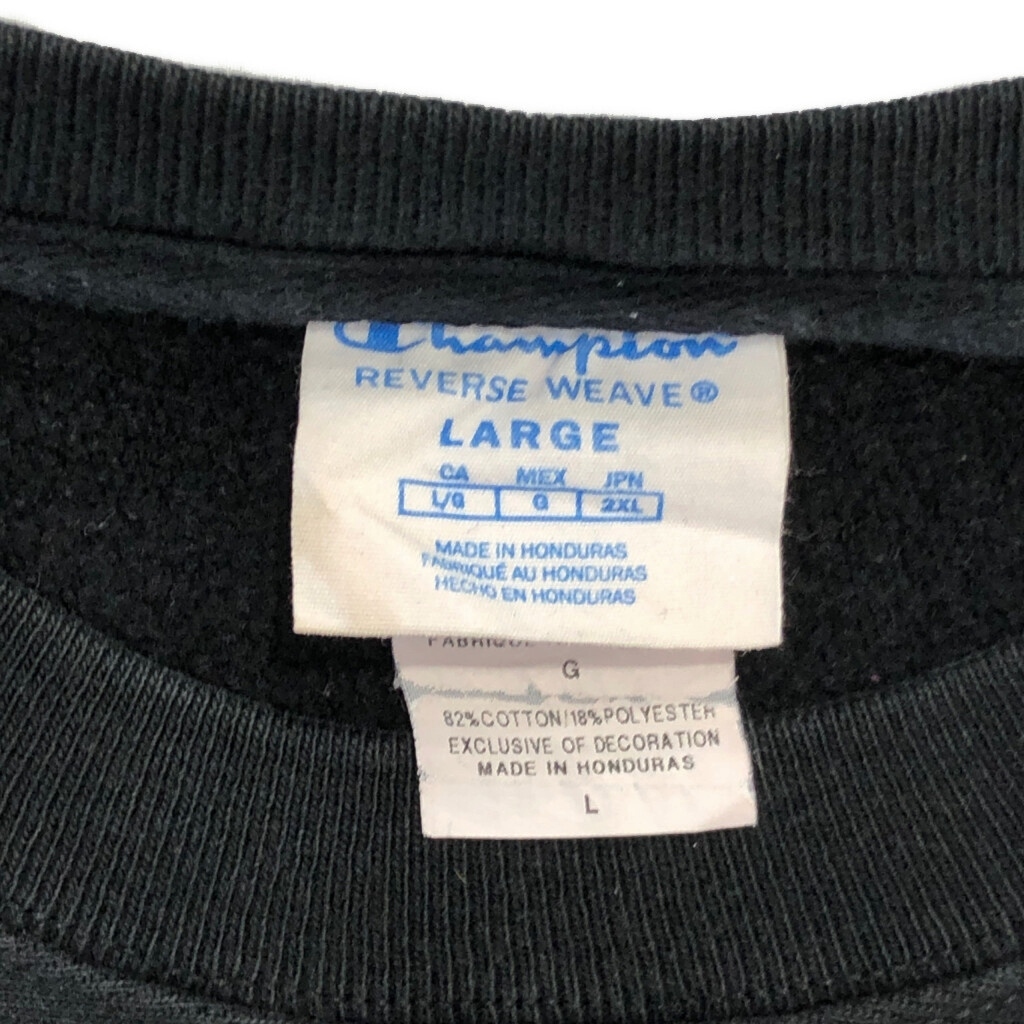 Champion
REVERSE WEAVE®
LARGE
CA MEX JPN
L/G G 2XL
MADE IN HONDURAS
FABRIQUÉ AU HONDURAS
HECHO EN HONDURAS
G
82%COTTON/18%POLYESTER
EXCLUSIVE OF DECORATION
MADE IN HONDURAS
L